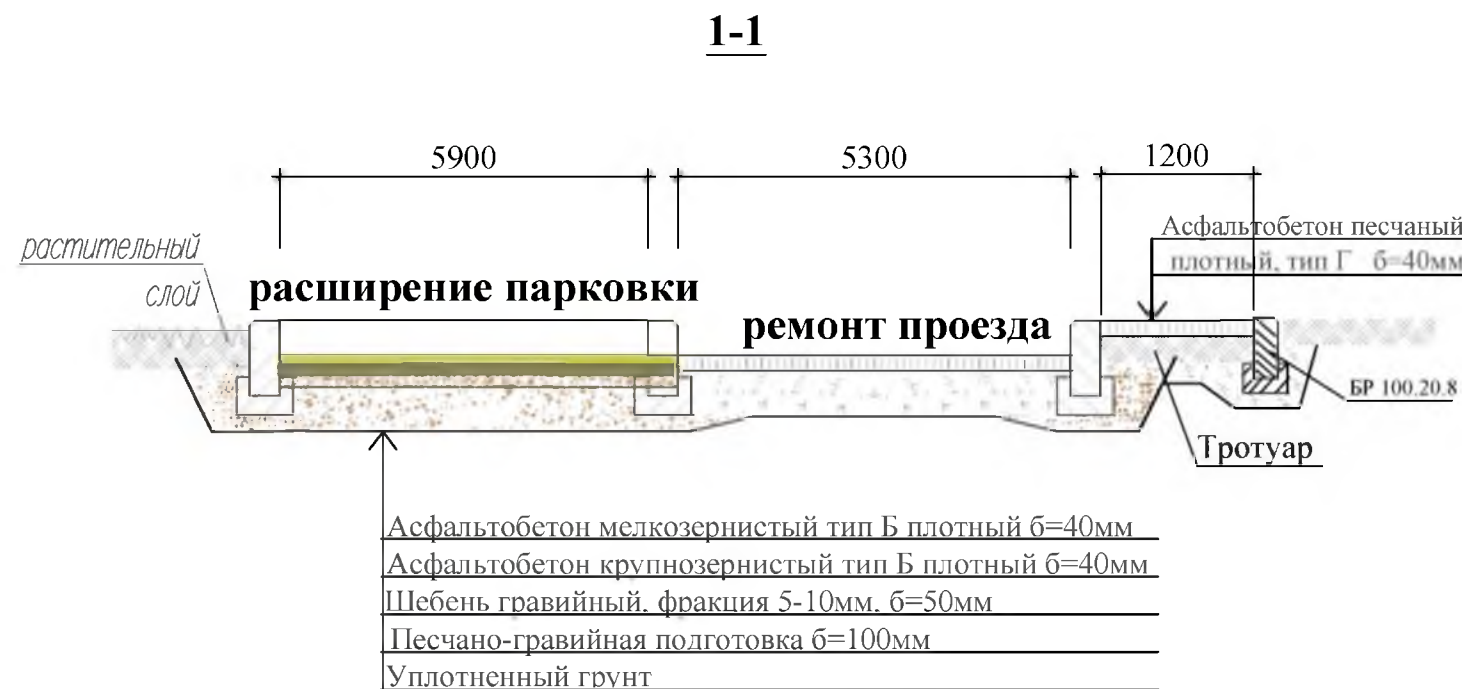 1-1
5900
5300
1200
растительный
слой
Асфальтобетон песчаный
плотный, тип Г б=40мм
расширение парковки
ремонт проезда
БР 100.20.8
Тротуар
Асфальтобетон мелкозернистый тип Б плотный б=40мм
Асфальтобетон крупнозернистый тип Б плотный б=40мм
Шебень гравийный, фракция 5-10мм, б=50мм
Песчано-гравийная подготовка б=100мм
Уплотненный грунт